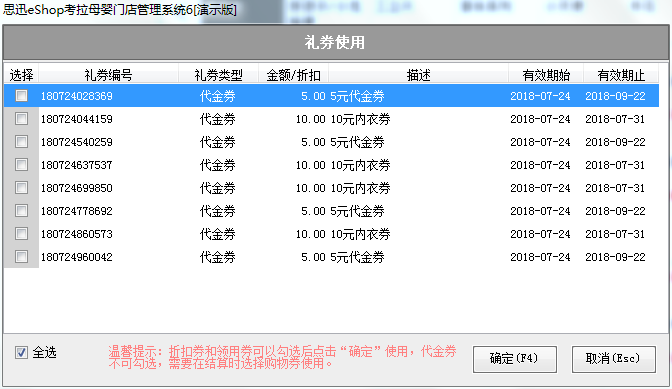 思迅eShop考拉母婴门店管理系统6[演示版]
礼券使用
选择 礼券编号 礼券类型 金额/折扣 描述 有效期始 有效期止
180724028369 代金券 5.00 5元代金券 2018-07-24 2018-09-22
180724044159 代金券 10.00 10元内衣券 2018-07-24 2018-07-31
180724540259 代金券 5.00 5元代金券 2018-07-24 2018-09-22
180724637537 代金券 10.00 10元内衣券 2018-07-24 2018-07-31
180724699850 代金券 10.00 10元内衣券 2018-07-24 2018-07-31
180724778692 代金券 5.00 5元代金券 2018-07-24 2018-09-22
180724860573 代金券 10.00 10元内衣券 2018-07-24 2018-07-31
180724960042 代金券 5.00 5元代金券 2018-07-24 2018-09-22
全选
温馨提示：折扣券和领用券可以勾选后点击“确定”使用，代金券
不可勾选，需要在结算时选择购物券使用。
确定(F4) 取消(Esc)